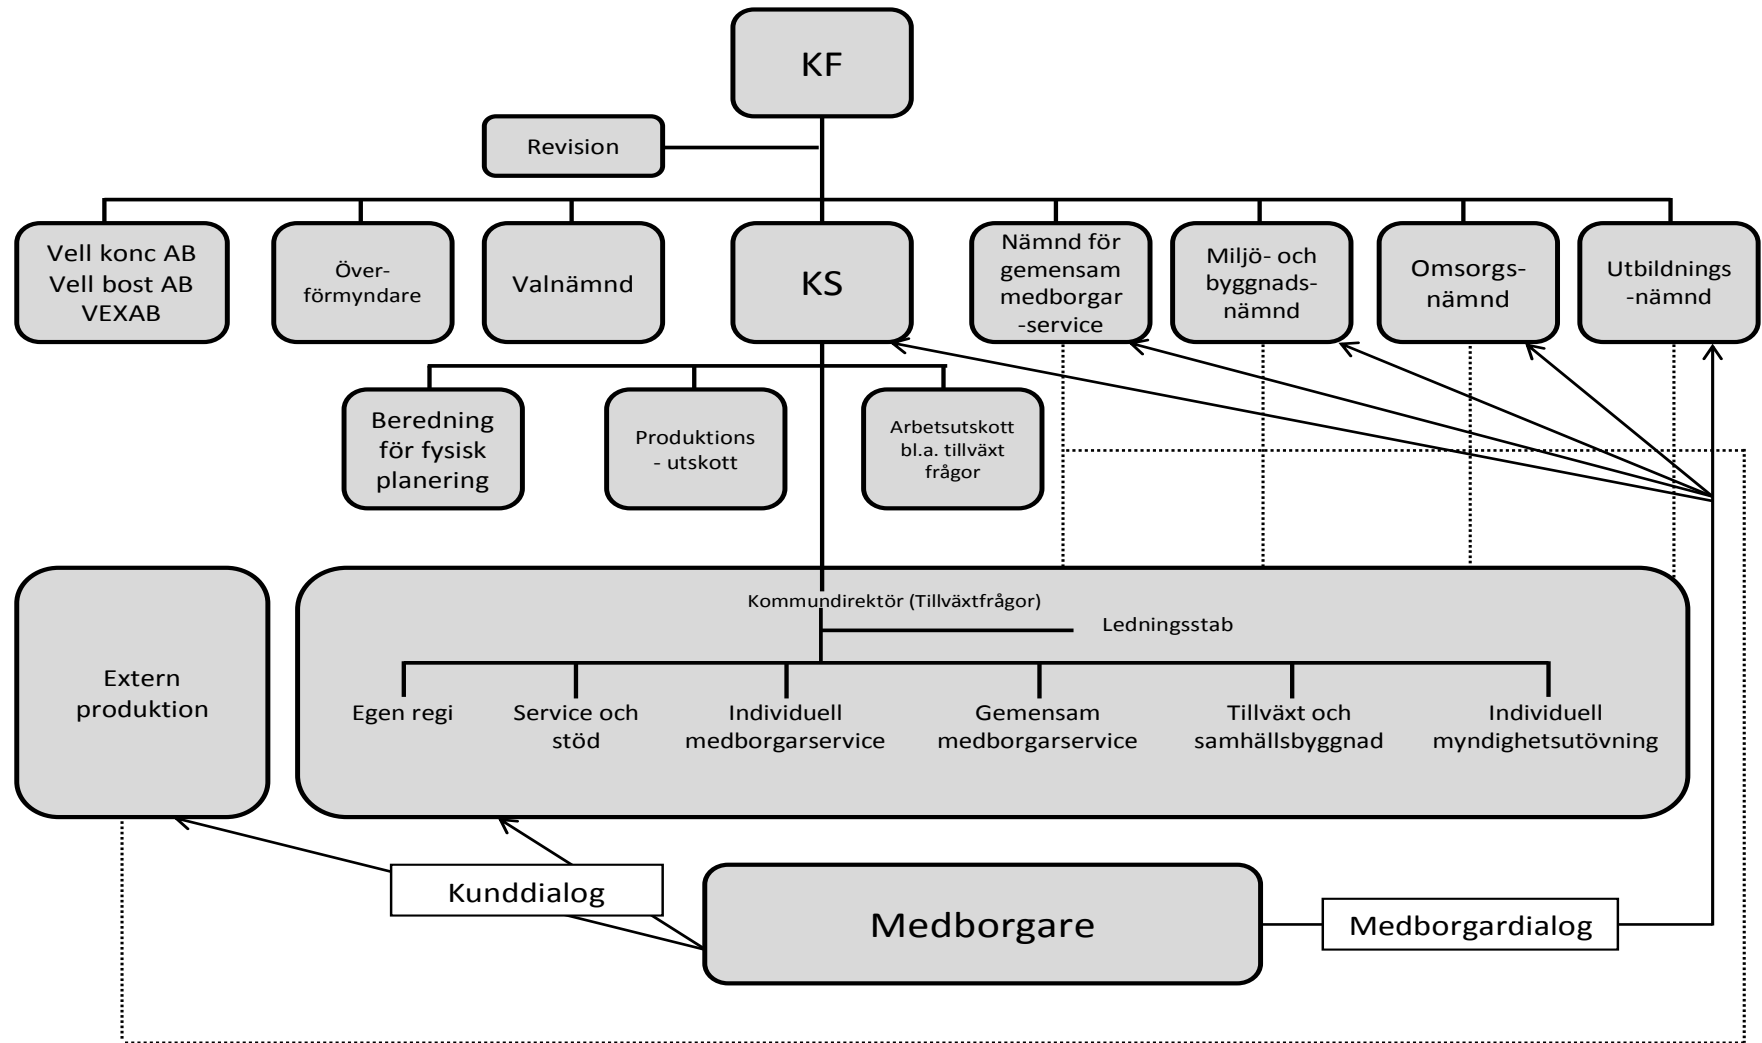 KF
Revision
Vell konc AB
Vell bost AB
VEXAB
Över-
förmyndare
Valnämnd
KS
Nämnd för
gemensam
medborgar
-service
Miljö- och
byggnads-
nämnd
Omsorgs-
nämnd
Utbildnings
-nämnd
Beredning
för fysisk
planering
Produktions
- utskott
Arbetsutskott
bl.a. tillväxt
frågor
Extern
produktion
Kommundirektör (Tillväxtfrågor)
Ledningsstab
Egen regi
Service och
stöd
Individuell
medborgarservice
Gemensam
medborgarservice
Tillväxt och
samhällsbyggnad
Individuell
myndighetsutövning
Kunddialog
Medborgare
Medborgardialog